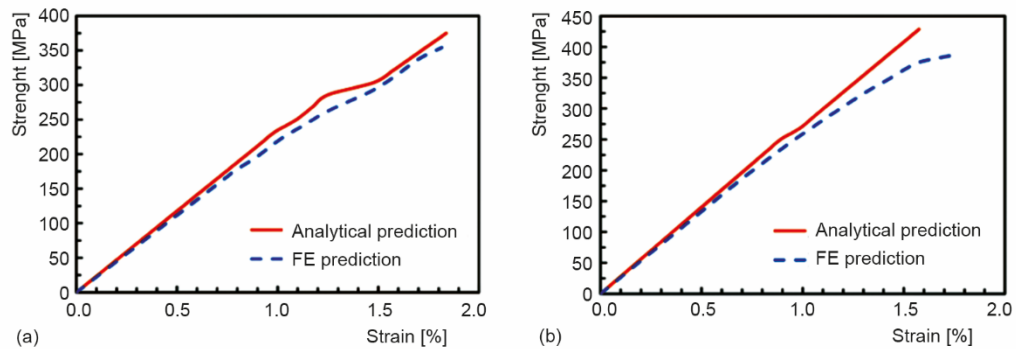 Strenght [MPa]
400
350
300
250
200
150
100
50
0
0.0 0.5 1.0 1.5 2.0
Strain [%]
Analytical prediction
FE prediction
(a)
Strenght [MPa]
450
400
350
300
250
200
150
100
50
0
0.0 0.5 1.0 1.5 2.0
Strain [%]
Analytical prediction
FE prediction
(b)